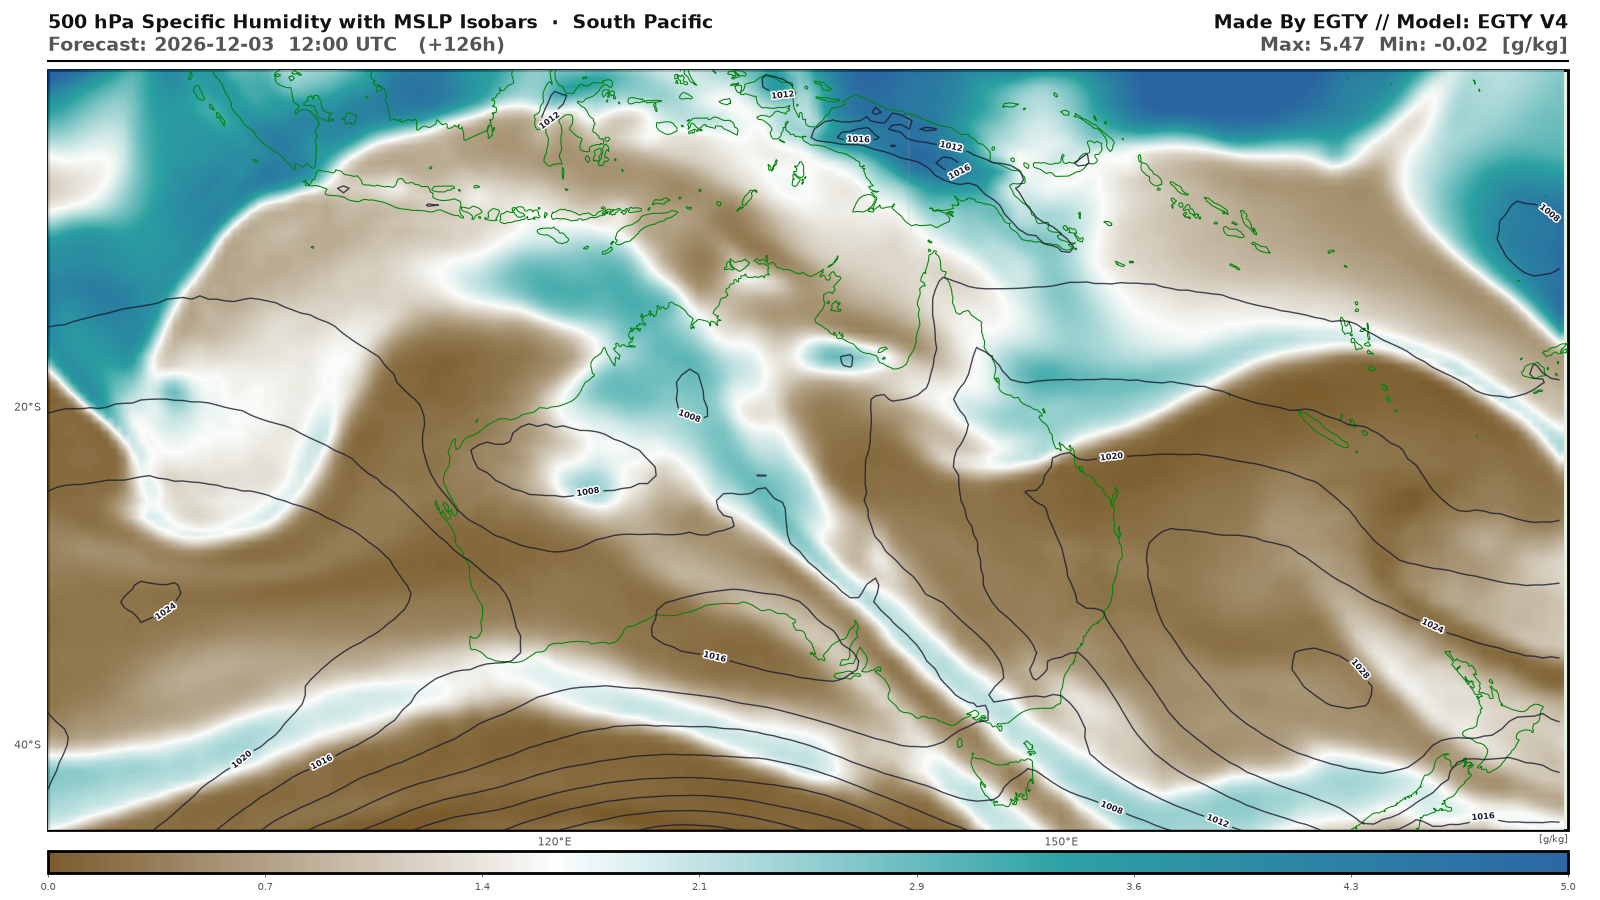 500 hPa Specific Humidity with MSLP Isobars · South Pacific
Made By EGTY // Model: EGTY V4
Forecast: 2026-12-03 12:00 UTC (+126h)
Max: 5.47 Min: -0.02 [g/kg]
1012
1012
1016
1012
1016
1008
20°S
1008
1020
1008
1024
1024
1016
1028
40°S
1020
1016
1008
1012
1016
120°E
150°E
[g/kg]
0.0
0.7
1.4
2.1
2.9
3.6
4.3
5.0